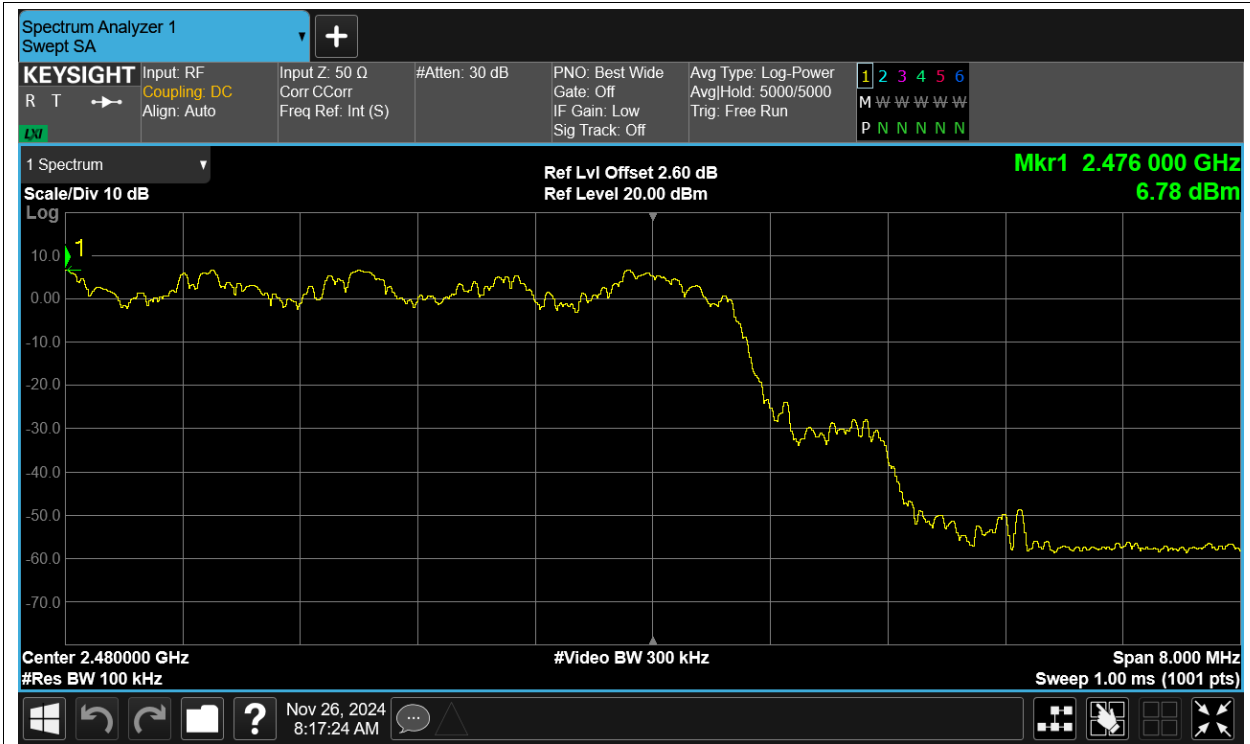 Spectrum Analyzer 1
Swept SA
KEYSIGHT
R T
LXI
Input: RF
Coupling: DC
Align: Auto
Input Z: 50 Ω
Corr CCorr
Freq Ref: Int (S)
#Atten: 30 dB
PNO: Best Wide
Gate: Off
IF Gain: Low
Sig Track: Off
Avg Type: Log-Power
Avg|Hold: 5000/5000
Trig: Free Run
1 2 3 4 5 6
M W W W W W
P N N N N N
1 Spectrum
Scale/Div 10 dB
Log
Ref Lvl Offset 2.60 dB
Ref Level 20.00 dBm
Mkr1 2.476 000 GHz
6.78 dBm
1
10.0
0.00
-10.0
-20.0
-30.0
-40.0
-50.0
-60.0
-70.0
Center 2.480000 GHz
#Video BW 300 kHz
Span 8.000 MHz
#Res BW 100 kHz
Sweep 1.00 ms (1001 pts)
?
Nov 26, 2024
8:17:24 AM